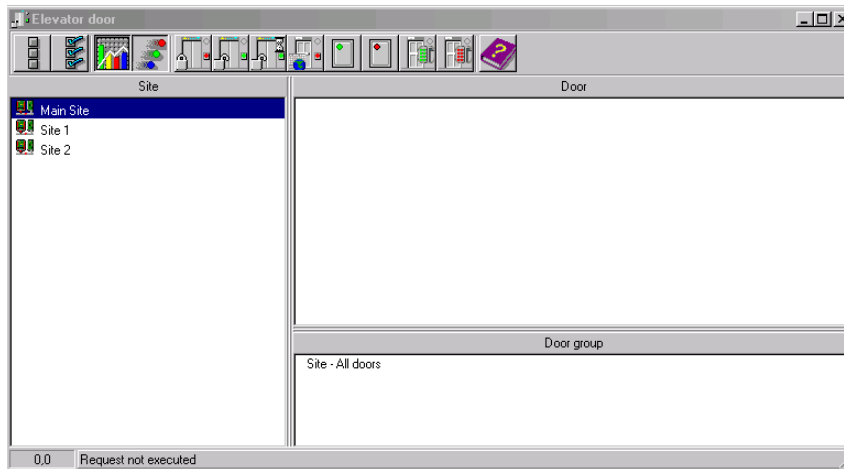 Elevator door
Site
Door
Main Site
Site 1
Site 2
Door group
Site - All doors
0,0
Request not executed